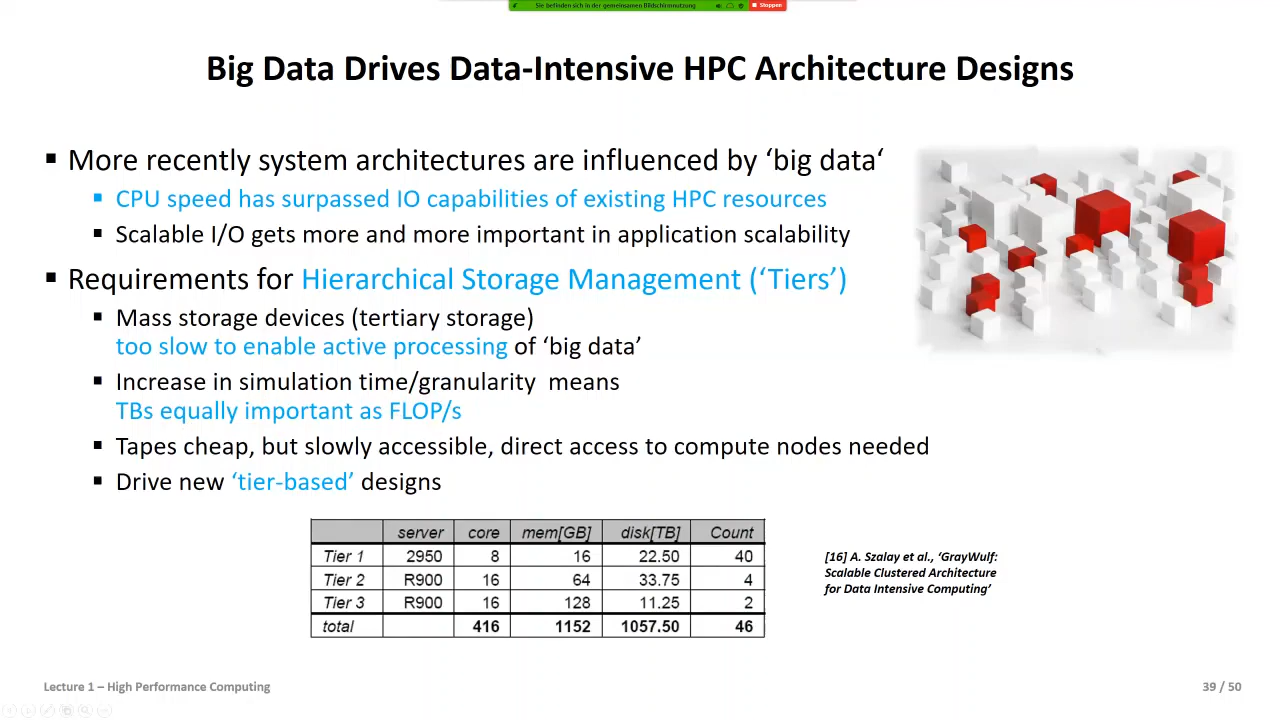 Sie befinden sich in der gemeinsamen Bildschirmnutzung
Stoppen
Big Data Drives Data-Intensive HPC Architecture Designs
▪ More recently system architectures are influenced by ‘big data‘
▪ CPU speed has surpassed IO capabilities of existing HPC resources
▪ Scalable I/O gets more and more important in application scalability
▪ Requirements for Hierarchical Storage Management (‘Tiers’)
▪ Mass storage devices (tertiary storage)
too slow to enable active processing of ‘big data’
▪ Increase in simulation time/granularity means
TBs equally important as FLOP/s
▪ Tapes cheap, but slowly accessible, direct access to compute nodes needed
▪ Drive new ‘tier-based’ designs
server core mem[GB] disk[TB] Count
Tier 1 2950 8 16 22.50 40
Tier 2 R900 16 64 33.75 4
Tier 3 R900 16 128 11.25 2
total 416 1152 1057.50 46
[16] A. Szalay et al., ‘GrayWulf:
Scalable Clustered Architecture
for Data Intensive Computing’
Lecture 1 – High Performance Computing
39 / 50